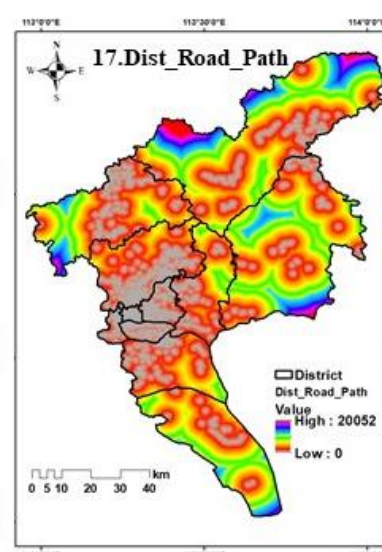 113°0'0"E 113°30'0"E 114°0'0"E
17.Dist_Road_Path
N
W E
S
District
Dist_Road_Path
Value
High : 20052
Low : 0
km
0 5 10 20 30 40